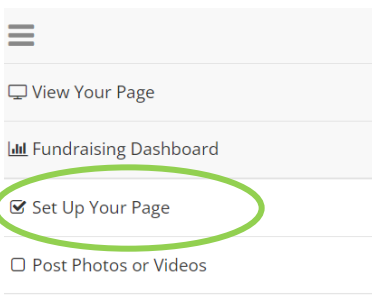 View Your Page
Fundraising Dashboard
Set Up Your Page
Post Photos or Videos